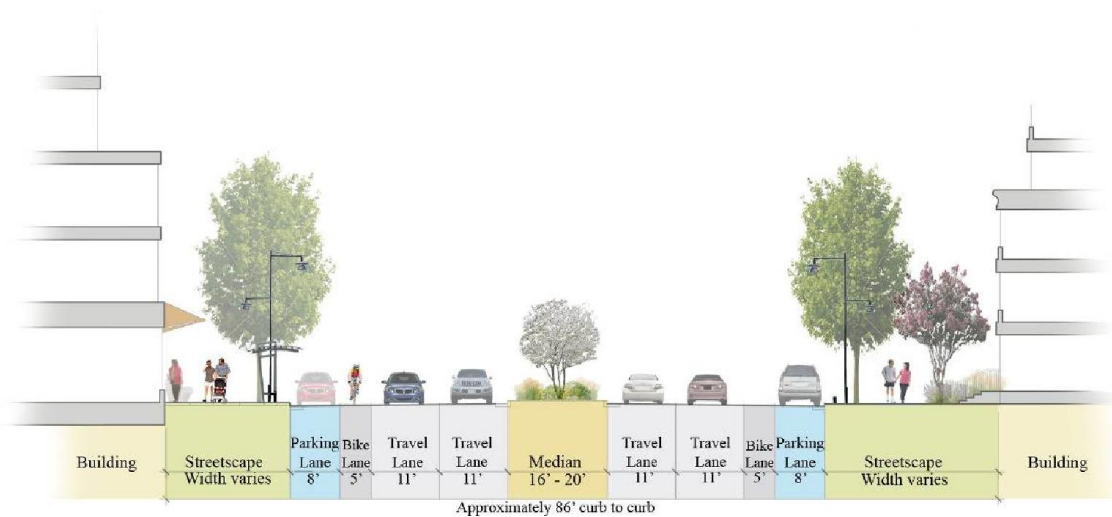 Building
Streetscape
Width varies
Parking
Lane
8'
Bike
Lane
5'
Travel
Lane
11'
Travel
Lane
11'
Median
16' - 20'
Travel
Lane
11'
Travel
Lane
11'
Bike
Lane
5'
Parking
Lane
8'
Streetscape
Width varies
Building
Approximately 86' curb to curb